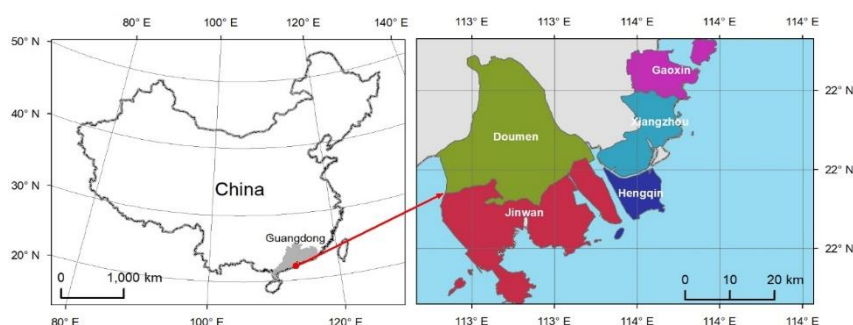 100° E
120° E
140° E
50° N
40° N
30° N
20° N
China
Guangdong
0
1,000 km
80° E
100° E
120° E
113° E
113° E
114° E
114° E
114° E
22° N
22° N
22° N
Gaoxin
Xiangzhou
Doumen
Hengqin
Jinwan
22° N
22° N
22° N
0
10
20 km
113° E
113° E
114° E
114° E
114° E